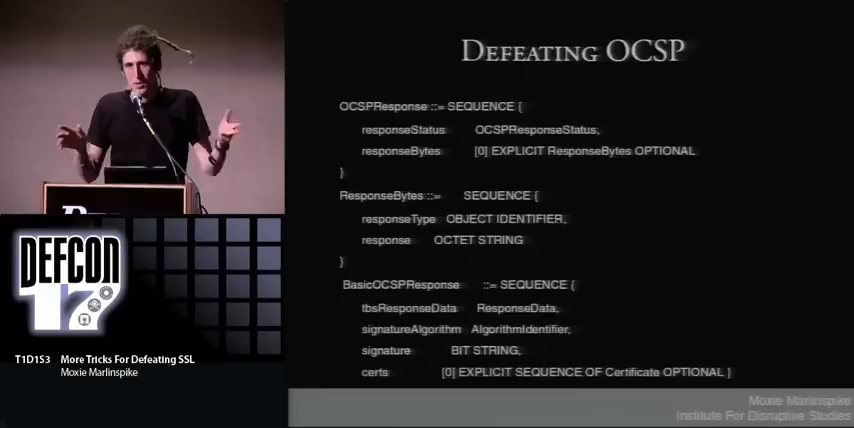 DEFEATING OCSP
OCSPResponse ::= SEQUENCE {
responseStatus OCSPResponseStatus,
responseBytes [0] EXPLICIT ResponseBytes OPTIONAL
}
ResponseBytes ::= SEQUENCE {
responseType OBJECT IDENTIFIER,
response OCTET STRING
}
BasicOCSPResponse ::= SEQUENCE {
tbsResponseData ResponseData,
signatureAlgorithm AlgorithmIdentifier,
signature BIT STRING,
certs [0] EXPLICIT SEQUENCE OF Certificate OPTIONAL }
Moxie Marlinspike
Institute For Disruptive Studies
DEFCON
17
T1D1S3 More Tricks For Defeating SSL
Moxie Marlinspike